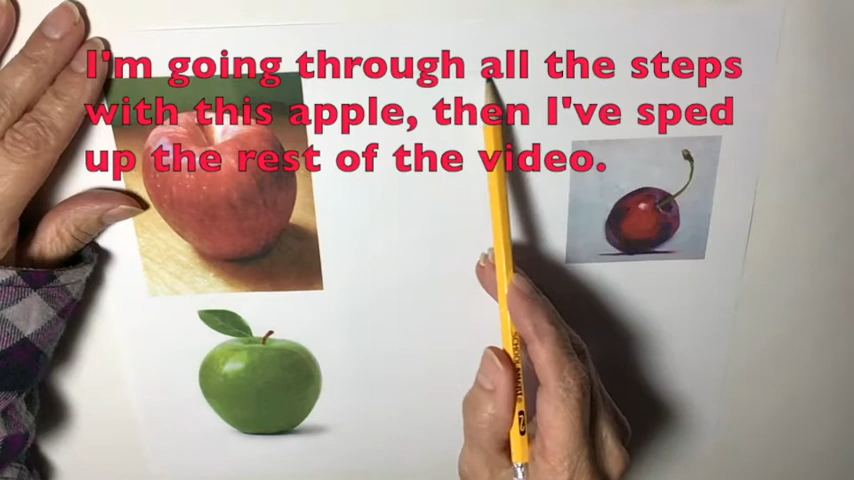 I'm going through all the steps
with this apple, then I've sped
up the rest of the video.
SCHOOL SMART 2